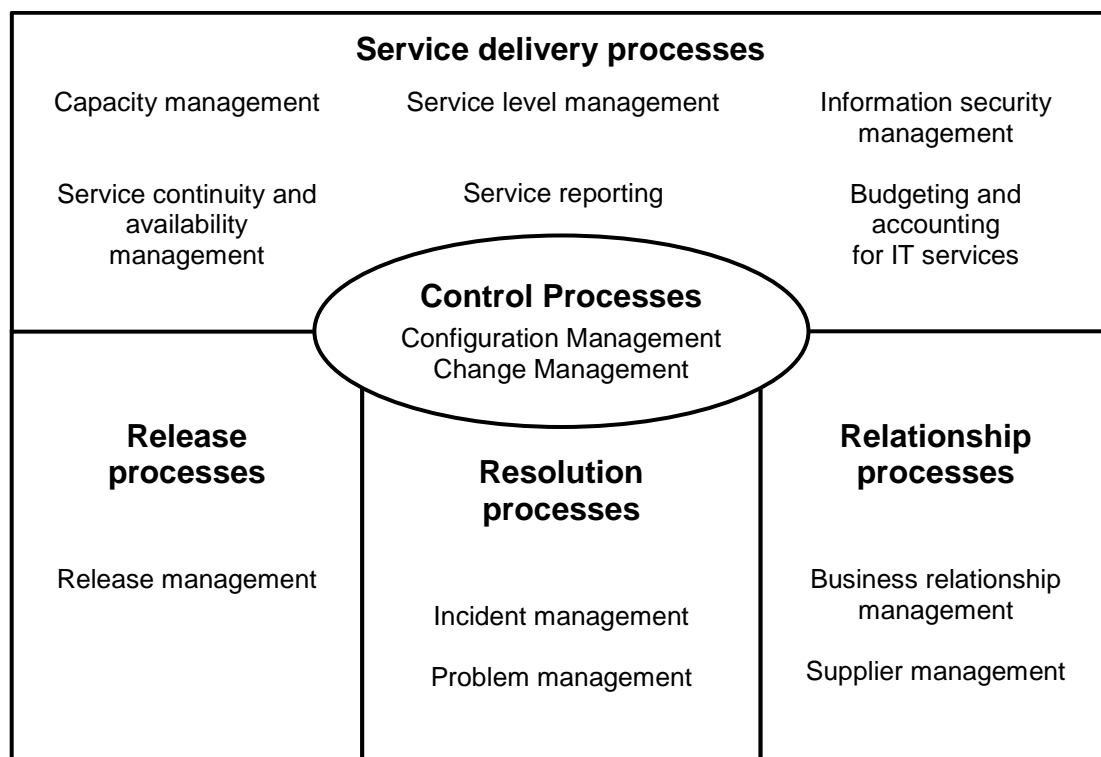 Service delivery processes
Capacity management
Service level management
Information security
management
Service continuity and
availability
management
Service reporting
Budgeting and
accounting
for IT services
Control Processes
Configuration Management
Change Management
Release
processes
Release management
Resolution
processes
Incident management
Problem management
Relationship
processes
Business relationship
management
Supplier management